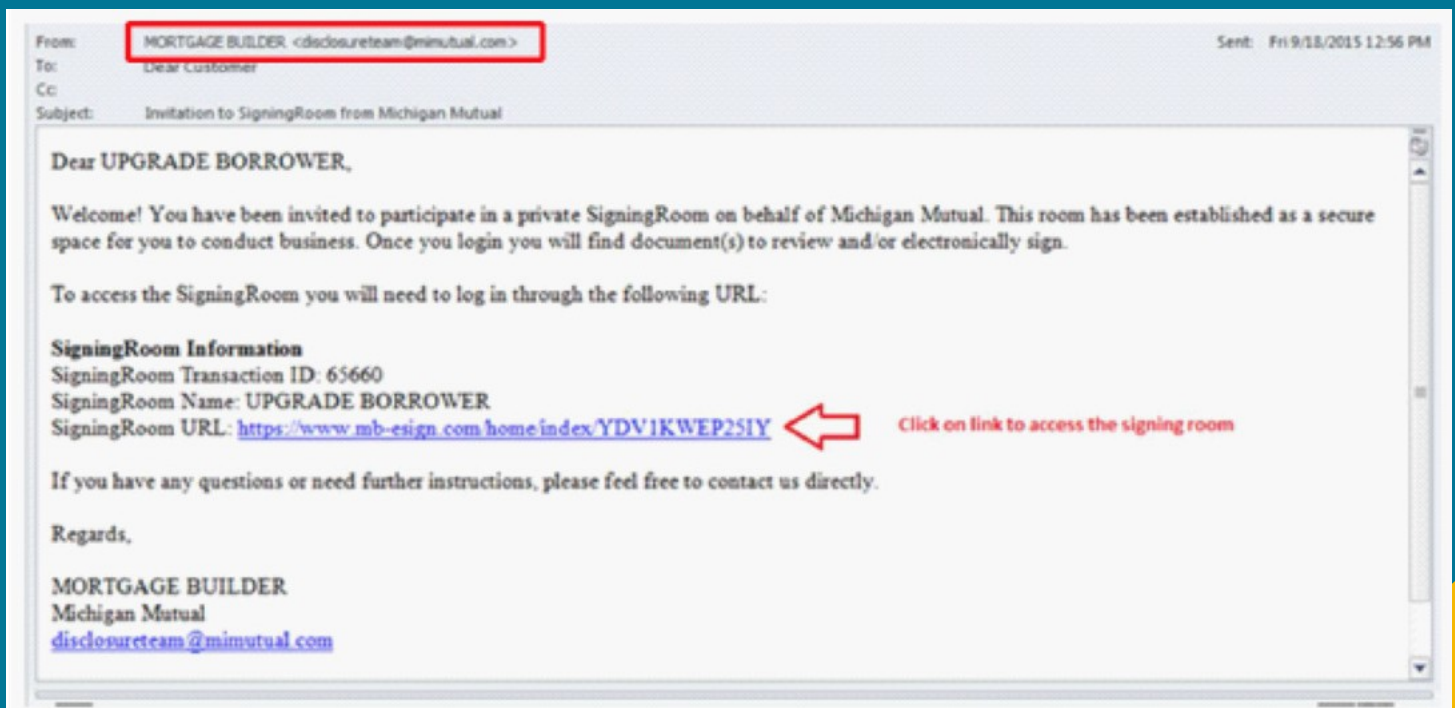 From: MORTGAGE BUILDER <disclosureteam@mimutual.com> Sent: Fri 9/18/2015 12:56 PM
To: Dear Customer
Cc:
Subject: Invitation to SigningRoom from Michigan Mutual
Dear UPGRADE BORROWER,
Welcome! You have been invited to participate in a private SigningRoom on behalf of Michigan Mutual. This room has been established as a secure
space for you to conduct business. Once you login you will find document(s) to review and/or electronically sign.
To access the SigningRoom you will need to log in through the following URL:
SigningRoom Information
SigningRoom Transaction ID: 65660
SigningRoom Name: UPGRADE BORROWER
SigningRoom URL: https://www.mb-esign.com/home/index/YDV1KWEP25IY Click on link to access the signing room
If you have any questions or need further instructions, please feel free to contact us directly.
Regards,
MORTGAGE BUILDER
Michigan Mutual
disclosureteam@mimutual.com